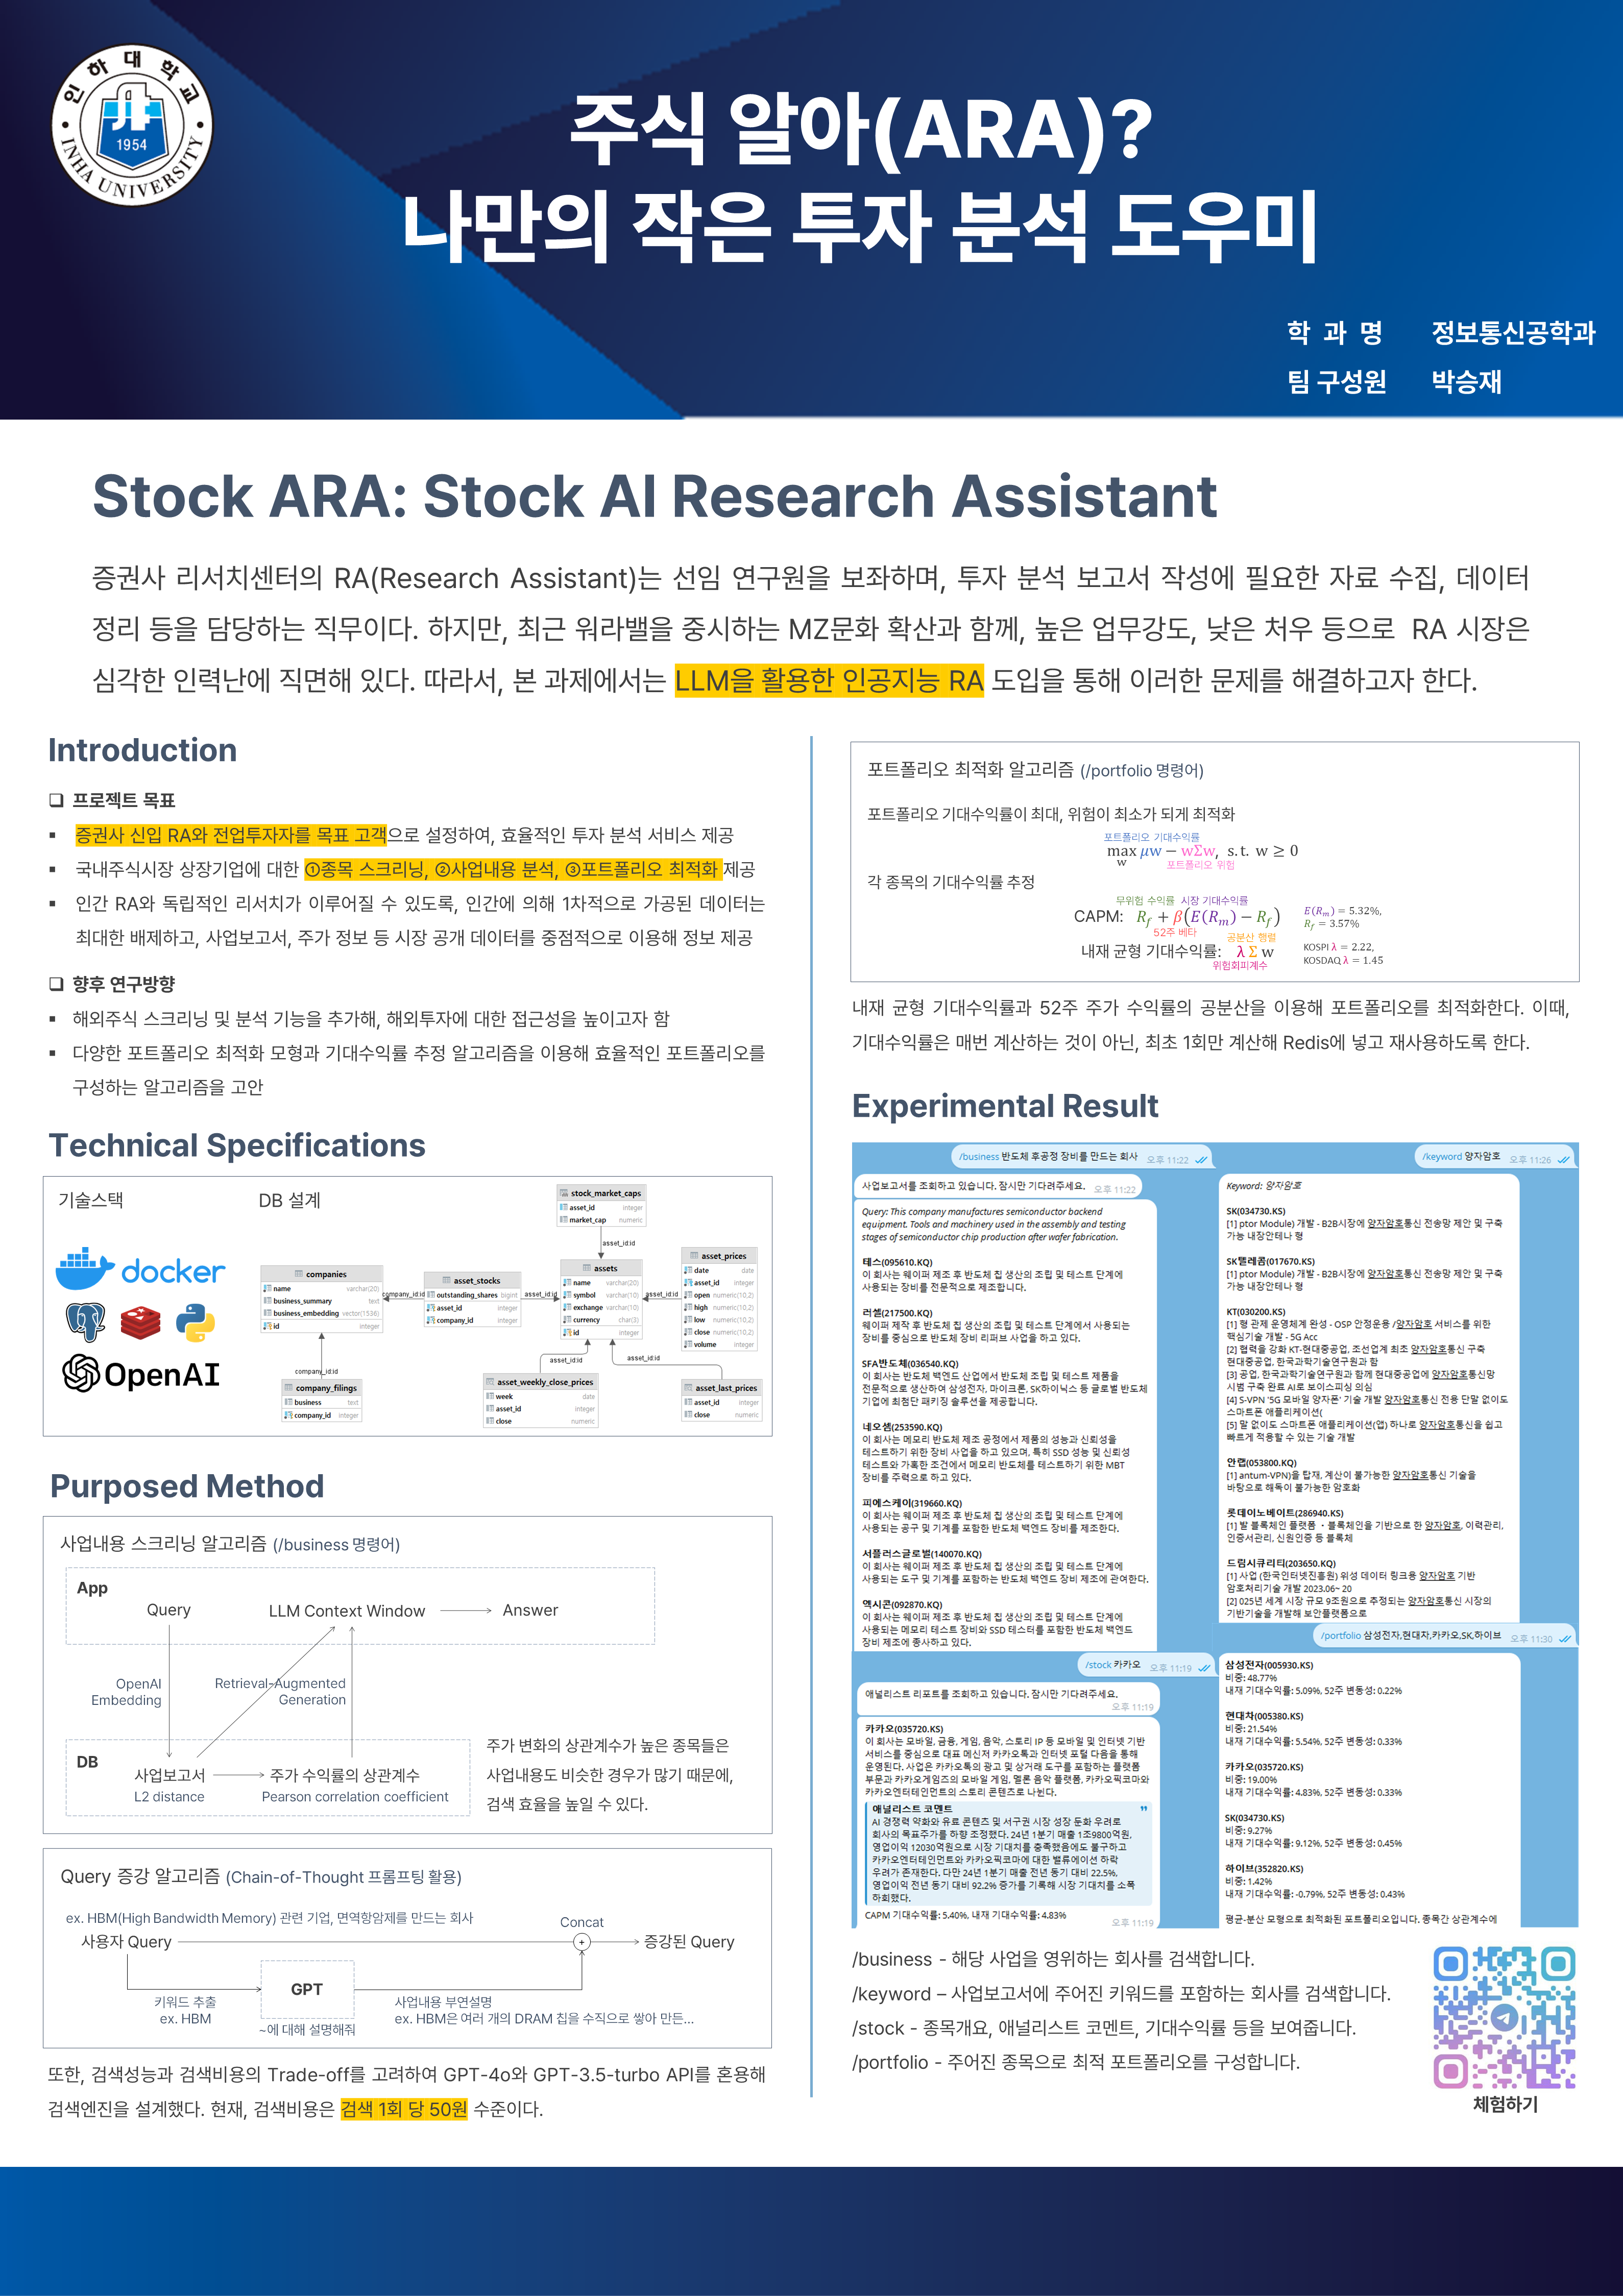 인하대학교
1954
INHA UNIVERSITY
주식 알아(ARA)?
나만의 작은 투자 분석 도우미
학 과 명 정보통신공학과
팀 구성원 박승재
Stock ARA: Stock AI Research Assistant
증권사 리서치센터의 RA(Research Assistant)는 선임 연구원을 보좌하며, 투자 분석 보고서 작성에 필요한 자료 수집, 데이터
정리 등을 담당하는 직무이다. 하지만, 최근 워라밸을 중시하는 MZ문화 확산과 함께, 높은 업무강도, 낮은 처우 등으로 RA 시장은
심각한 인력난에 직면해 있다. 따라서, 본 과제에서는 LLM을 활용한 인공지능 RA 도입을 통해 이러한 문제를 해결하고자 한다.
Introduction
❑ 프로젝트 목표
▪ 증권사 신입 RA와 전업투자자를 목표 고객으로 설정하여, 효율적인 투자 분석 서비스 제공
▪ 국내주식시장 상장기업에 대한 ①종목 스크리닝, ②사업내용 분석, ③포트폴리오 최적화 제공
▪ 인간 RA와 독립적인 리서치가 이루어질 수 있도록, 인간에 의해 1차적으로 가공된 데이터는
최대한 배제하고, 사업보고서, 주가 정보 등 시장 공개 데이터를 중점적으로 이용해 정보 제공
❑ 향후 연구방향
▪ 해외주식 스크리닝 및 분석 기능을 추가해, 해외투자에 대한 접근성을 높이고자 함
▪ 다양한 포트폴리오 최적화 모형과 기대수익률 추정 알고리즘을 이용해 효율적인 포트폴리오를
구성하는 알고리즘을 고안
Technical Specifications
기술스택
docker
OpenAI
DB 설계
stock_market_caps
asset_id integer
market_cap numeric
asset_id:id
companies
name varchar(20)
business_summary text
business_embedding vector(1536)
id integer
company_id:id
asset_stocks
outstanding_shares bigint
asset_id integer
company_id integer
asset_id:id
assets
name varchar(20)
symbol varchar(10)
exchange varchar(10)
currency char(3)
id integer
asset_id:id
asset_prices
date date
asset_id integer
open numeric(10,2)
high numeric(10,2)
low numeric(10,2)
close numeric(10,2)
volume integer
company_id:id
company_filings
business text
company_id integer
asset_id:id
asset_weekly_close_prices
week date
asset_id integer
close numeric
asset_id:id
asset_last_prices
asset_id integer
close numeric
Purposed Method
사업내용 스크리닝 알고리즘 (/business 명령어)
App
Query
LLM Context Window
Answer
OpenAI
Embedding
Retrieval-Augmented
Generation
DB
사업보고서
L2 distance
주가 수익률의 상관계수
Pearson correlation coefficient
주가 변화의 상관계수가 높은 종목들은
사업내용도 비슷한 경우가 많기 때문에,
검색 효율을 높일 수 있다.
Query 증강 알고리즘 (Chain-of-Thought 프롬프팅 활용)
ex. HBM(High Bandwidth Memory) 관련 기업, 면역항암제를 만드는 회사
Concat
사용자 Query
+
증강된 Query
GPT
키워드 추출
ex. HBM
~에 대해 설명해줘
사업내용 부연설명
ex. HBM은 여러 개의 DRAM 칩을 수직으로 쌓아 만든...
또한, 검색성능과 검색비용의 Trade-off를 고려하여 GPT-4o와 GPT-3.5-turbo API를 혼용해
검색엔진을 설계했다. 현재, 검색비용은 검색 1회 당 50원 수준이다.
포트폴리오 최적화 알고리즘 (/portfolio 명령어)
포트폴리오 기대수익률이 최대, 위험이 최소가 되게 최적화
포트폴리오 기대수익률
max μw − wΣw, s.t. w ≥ 0
w
포트폴리오 위험
각 종목의 기대수익률 추정
무위험 수익률 시장 기대수익률
CAPM: R_f + β(E(R_m) − R_f)
52주 베타
E(R_m) = 5.32%,
R_f = 3.57%
공분산 행렬
내재 균형 기대수익률: λ Σ w
위험회피계수
KOSPI λ = 2.22,
KOSDAQ λ = 1.45
내재 균형 기대수익률과 52주 주가 수익률의 공분산을 이용해 포트폴리오를 최적화한다. 이때,
기대수익률은 매번 계산하는 것이 아닌, 최초 1회만 계산해 Redis에 넣고 재사용하도록 한다.
Experimental Result
/business 반도체 후공정 장비를 만드는 회사 오후 11:22
사업보고서를 조회하고 있습니다. 잠시만 기다려주세요. 오후 11:22
Query: This company manufactures semiconductor backend
equipment. Tools and machinery used in the assembly and testing
stages of semiconductor chip production after wafer fabrication.
테스(095610.KQ)
이 회사는 웨이퍼 제조 후 반도체 칩 생산의 조립 및 테스트 단계에
사용되는 장비를 전문적으로 제조합니다.
러셀(217500.KQ)
웨이퍼 제작 후 반도체 칩 생산의 조립 및 테스트 단계에서 사용되는
장비를 중심으로 반도체 장비 리퍼브 사업을 하고 있다.
SFA반도체(036540.KQ)
이 회사는 반도체 백엔드 산업에서 반도체 조립 및 테스트 제품을
전문적으로 생산하여 삼성전자, 마이크론, SK하이닉스 등 글로벌 반도체
기업에 최첨단 패키징 솔루션을 제공합니다.
네오셈(253590.KQ)
이 회사는 메모리 반도체 제조 공정에서 제품의 성능과 신뢰성을
테스트하기 위한 장비 사업을 하고 있으며, 특히 SSD 성능 및 신뢰성
테스트와 가혹한 조건에서 메모리 반도체를 테스트하기 위한 MBT
장비를 주력으로 하고 있다.
피에스케이(319660.KQ)
이 회사는 웨이퍼 제조 후 반도체 칩 생산의 조립 및 테스트 단계에
사용되는 공구 및 기계를 포함한 반도체 백엔드 장비를 제조한다.
서플러스글로벌(140070.KQ)
이 회사는 웨이퍼 제조 후 반도체 칩 생산의 조립 및 테스트 단계에
사용되는 도구 및 기계를 포함하는 반도체 백엔드 장비 제조에 관여한다.
엑시콘(092870.KQ)
이 회사는 웨이퍼 제조 후 반도체 칩 생산의 조립 및 테스트 단계에
사용되는 메모리 테스트 장비와 SSD 테스터를 포함한 반도체 백엔드
장비 제조에 종사하고 있다.
/stock 카카오 오후 11:19
애널리스트 리포트를 조회하고 있습니다. 잠시만 기다려주세요.
오후 11:19
카카오(035720.KS)
이 회사는 모바일, 금융, 게임, 음악, 스토리 IP 등 모바일 및 인터넷 기반
서비스를 중심으로 대표 메신저 카카오톡과 인터넷 포털 다음을 통해
운영된다. 사업은 카카오톡의 광고 및 상거래 도구를 포함하는 플랫폼
부문과 카카오게임즈의 모바일 게임, 멜론 음악 플랫폼, 카카오픽코마와
카카오엔터테인먼트의 스토리 콘텐츠로 나뉜다.
애널리스트 코멘트
AI 경쟁력 약화와 유료 콘텐츠 및 서구권 시장 성장 둔화 우려로
회사의 목표주가를 하향 조정했다. 24년 1분기 매출 1조9800억원,
영업이익 12030억원으로 시장 기대치를 충족했음에도 불구하고
카카오엔터테인먼트와 카카오픽코마에 대한 밸류에이션 하락
우려가 존재한다. 다만 24년 1분기 매출 전년 동기 대비 22.5%,
영업이익 전년 동기 대비 92.2% 증가를 기록해 시장 기대치를 소폭
하회했다.
CAPM 기대수익률: 5.40%, 내재 기대수익률: 4.83%
오후 11:19
/keyword 양자암호 오후 11:26
Keyword: 양자암호
SK(034730.KS)
[1] ptor Module) 개발 - B2B시장에 양자암호통신 전송망 제안 및 구축
가능 내장안테나 형
SK텔레콤(017670.KS)
[1] ptor Module) 개발 - B2B시장에 양자암호통신 전송망 제안 및 구축
가능 내장안테나 형
KT(030200.KS)
[1] 형 관제 운영체계 완성 - OSP 안정운용 /양자암호 서비스를 위한
핵심기술 개발 - 5G Acc
[2] 협력을 강화 KT-현대중공업, 조선업계 최초 양자암호통신 구축
현대중공업, 한국과학기술연구원과 함
[3] 공업, 한국과학기술연구원과 함께 현대중공업에 양자암호통신망
시범 구축 완료 AI로 보이스피싱 의심
[4] S-VPN '5G 모바일 양자폰' 기술 개발 양자암호통신 전용 단말 없이도
스마트폰 애플리케이션(
[5] 말 없이도 스마트폰 애플리케이션(앱) 하나로 양자암호통신을 쉽고
빠르게 적용할 수 있는 기술 개발
안랩(053800.KQ)
[1] antum-VPN)을 탑재, 계산이 불가능한 양자암호통신 기술을
바탕으로 해독이 불가능한 암호화
롯데이노베이트(286940.KS)
[1] 발 블록체인 플랫폼 ・블록체인을 기반으로 한 양자암호, 이력관리,
인증서관리, 신원인증 등 블록체
드림시큐리티(203650.KQ)
[1] 사업 (한국인터넷진흥원) 위성 데이터 링크용 양자암호 기반
암호처리기술 개발 2023.06~ 20
[2] 025년 세계 시장 규모 9조원으로 추정되는 양자암호통신 시장의
기반기술을 개발해 보안플랫폼으로
/portfolio 삼성전자,현대차,카카오,SK,하이브 오후 11:30
삼성전자(005930.KS)
비중: 48.77%
내재 기대수익률: 5.09%, 52주 변동성: 0.22%
현대차(005380.KS)
비중: 21.54%
내재 기대수익률: 5.54%, 52주 변동성: 0.33%
카카오(035720.KS)
비중: 19.00%
내재 기대수익률: 4.83%, 52주 변동성: 0.33%
SK(034730.KS)
비중: 9.27%
내재 기대수익률: 9.12%, 52주 변동성: 0.45%
하이브(352820.KS)
비중: 1.42%
내재 기대수익률: -0.79%, 52주 변동성: 0.43%
평균-분산 모형으로 최적화된 포트폴리오입니다. 종목간 상관계수에
/business - 해당 사업을 영위하는 회사를 검색합니다.
/keyword – 사업보고서에 주어진 키워드를 포함하는 회사를 검색합니다.
/stock - 종목개요, 애널리스트 코멘트, 기대수익률 등을 보여줍니다.
/portfolio - 주어진 종목으로 최적 포트폴리오를 구성합니다.
체험하기